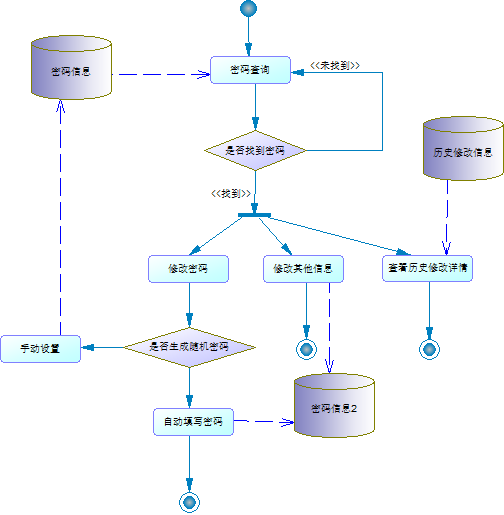 密码信息
密码查询
<<未找到>>
是否找到密码
历史修改信息
<<找到>>
修改密码
修改其他信息
查看历史修改详情
手动设置
是否生成随机密码
密码信息2
自动填写密码